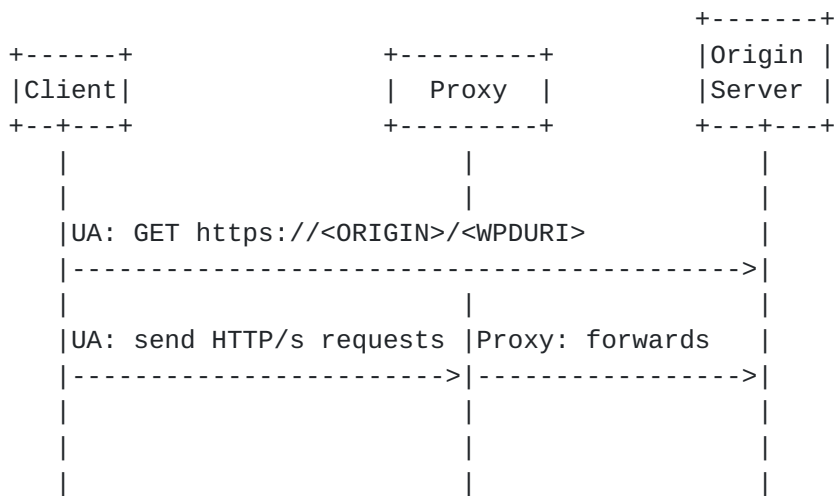 Client
Proxy
Origin
Server
UA: GET https://<ORIGIN>/<WPDURI>
UA: send HTTP/s requests
Proxy: forwards